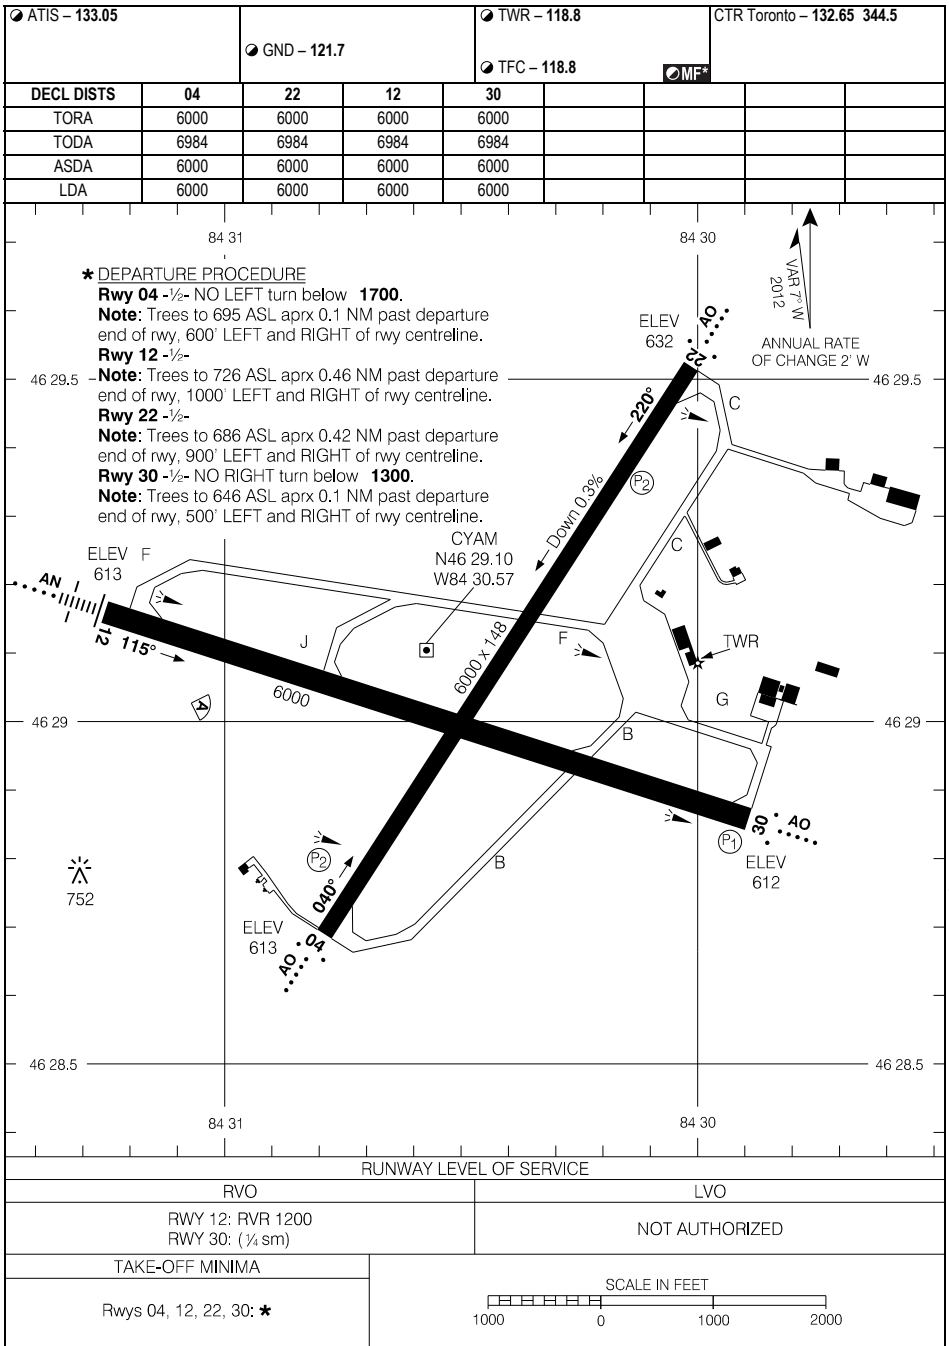 ATIS – 133.05
GND – 121.7
TWR – 118.8
TFC – 118.8
MF*
CTR Toronto – 132.65 344.5
DECL DISTS 04 22 12 30
TORA 6000 6000 6000 6000
TODA 6984 6984 6984 6984
ASDA 6000 6000 6000 6000
LDA 6000 6000 6000 6000
84 31
84 30
* DEPARTURE PROCEDURE
Rwy 04 -½- NO LEFT turn below 1700.
Note: Trees to 695 ASL aprx 0.1 NM past departure
end of rwy, 600' LEFT and RIGHT of rwy centreline.
Rwy 12 -½-
Note: Trees to 726 ASL aprx 0.46 NM past departure
end of rwy, 1000' LEFT and RIGHT of rwy centreline.
Rwy 22 -½-
Note: Trees to 686 ASL aprx 0.42 NM past departure
end of rwy, 900' LEFT and RIGHT of rwy centreline.
Rwy 30 -½- NO RIGHT turn below 1300.
Note: Trees to 646 ASL aprx 0.1 NM past departure
end of rwy, 500' LEFT and RIGHT of rwy centreline.
VAR 7° W
2012
ANNUAL RATE
OF CHANGE 2' W
ELEV
632
AO
22
46 29.5
46 29.5
220°
C
P2
Down 0.3%
CYAM
N46 29.10
W84 30.57
C
ELEV
613
F
AN
12
115°
J
6000
6000 x 148
F
TWR
A
G
46 29
46 29
B
30
AO
P1
ELEV
612
P2
B
040°
752
ELEV
613
04
AO
46 28.5
46 28.5
84 31
84 30
RUNWAY LEVEL OF SERVICE
RVO
LVO
RWY 12: RVR 1200
RWY 30: (¼ sm)
NOT AUTHORIZED
TAKE-OFF MINIMA
Rwys 04, 12, 22, 30: *
SCALE IN FEET
1000 0 1000 2000